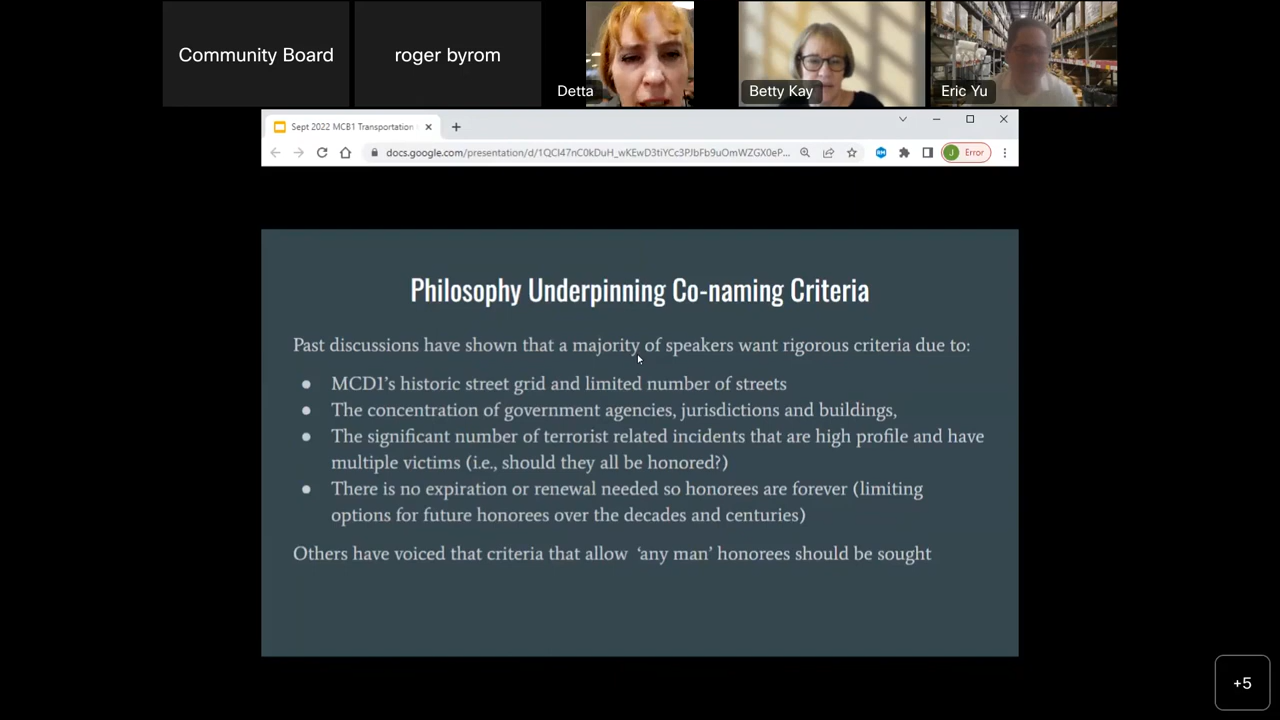 Community Board
roger byrom
Detta
Betty Kay
Eric Yu
Sept 2022 MCB1 Transportation
docs.google.com/presentation/d/1QCl47nC0kDuH_wKEwD3tiYCc3PJbFb9uOmWZGX0eP...
J
Error
Philosophy Underpinning Co-naming Criteria
Past discussions have shown that a majority of speakers want rigorous criteria due to:
● MCD1’s historic street grid and limited number of streets
● The concentration of government agencies, jurisdictions and buildings,
● The significant number of terrorist related incidents that are high profile and have
multiple victims (i.e., should they all be honored?)
● There is no expiration or renewal needed so honorees are forever (limiting
options for future honorees over the decades and centuries)
Others have voiced that criteria that allow ‘any man’ honorees should be sought
+5